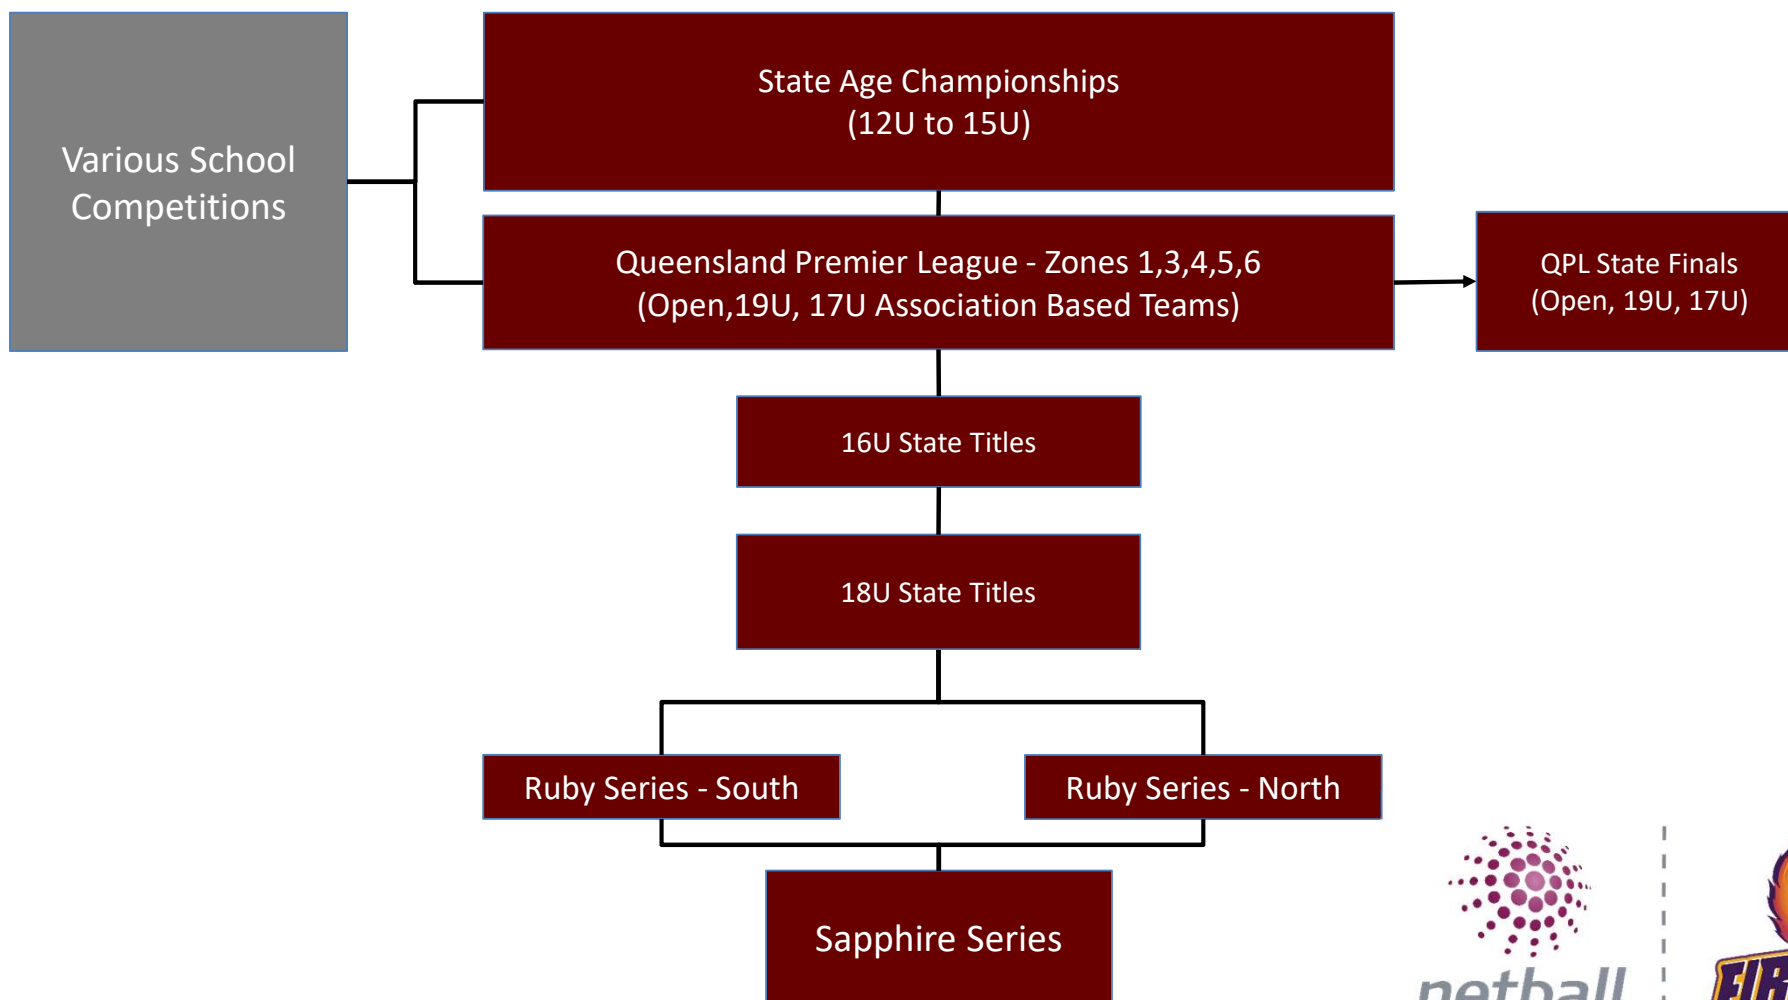 Various School
Competitions
State Age Championships
(12U to 15U)
Queensland Premier League - Zones 1,3,4,5,6
(Open,19U, 17U Association Based Teams)
QPL State Finals
(Open, 19U, 17U)
16U State Titles
18U State Titles
Ruby Series - South
Ruby Series - North
Sapphire Series
netball